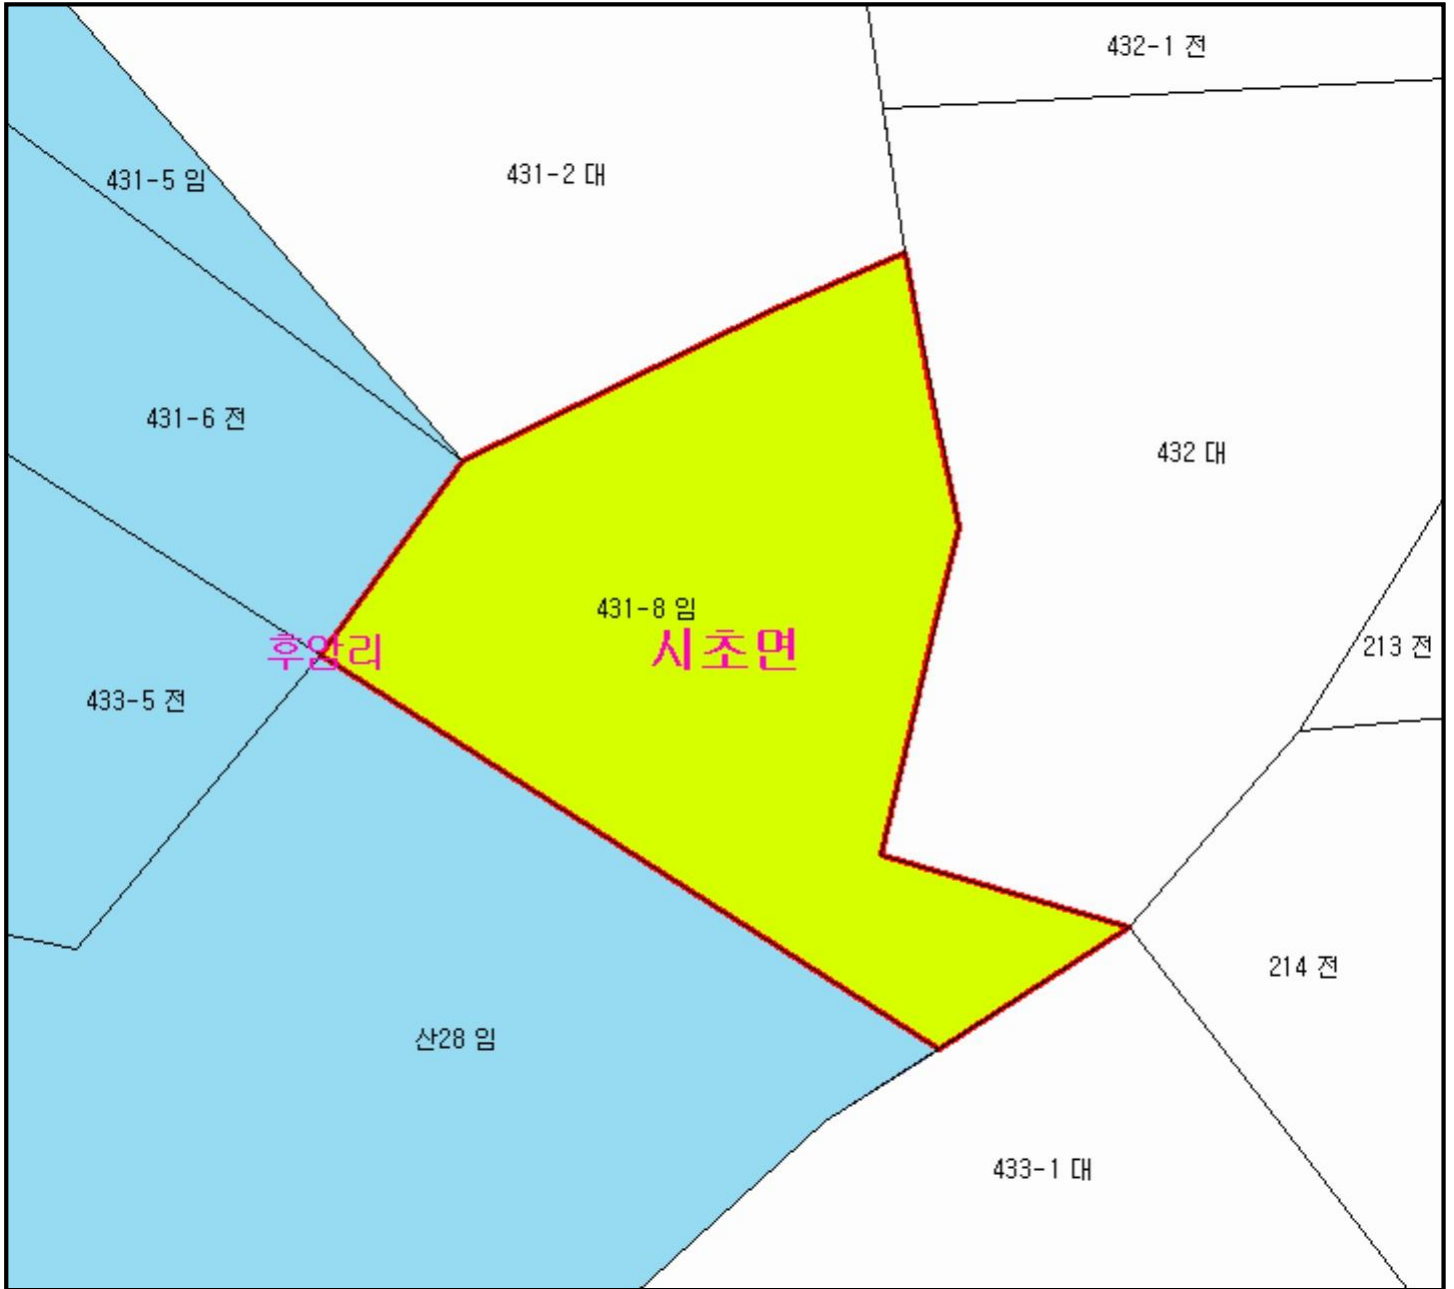 432-1 전
431-5 임
431-2 대
431-6 전
432 대
431-8 임
213 전
후암리
시초면
433-5 전
214 전
산28 임
433-1 대